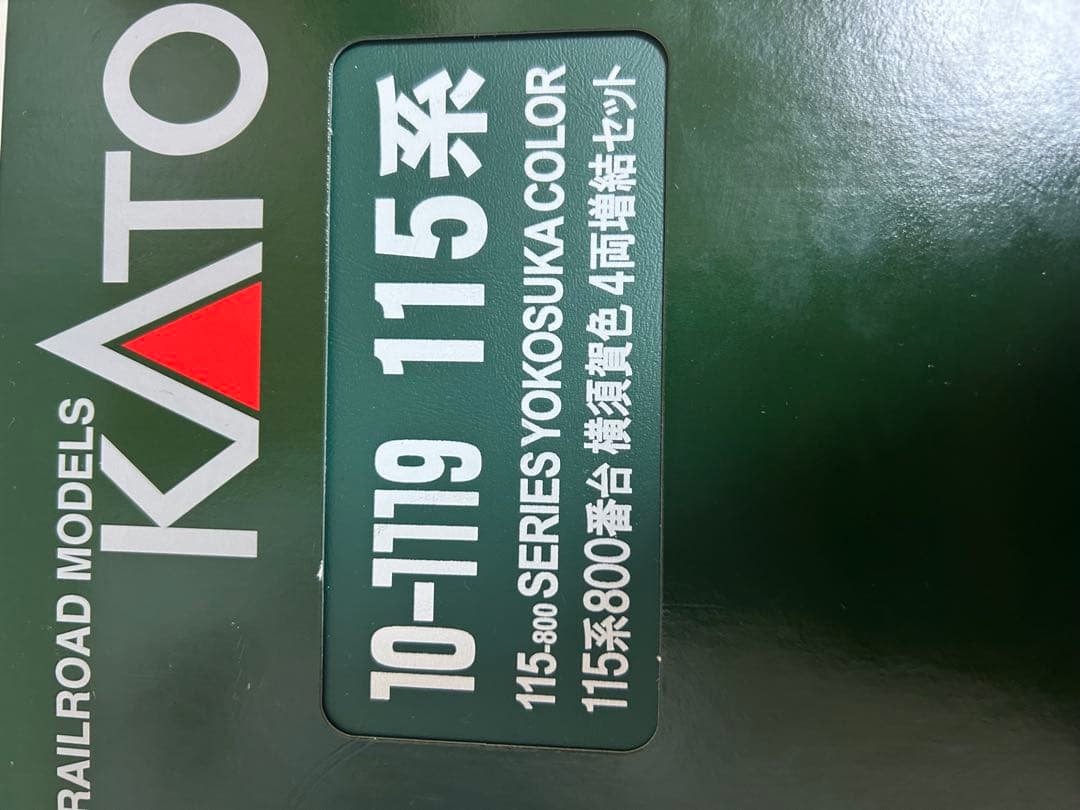 RAILROAD MODELS
KATO
10-1119 115系
115-800 SERIES YOKOSUKA COLOR
115系800番台 横須賀色 4両増結セット